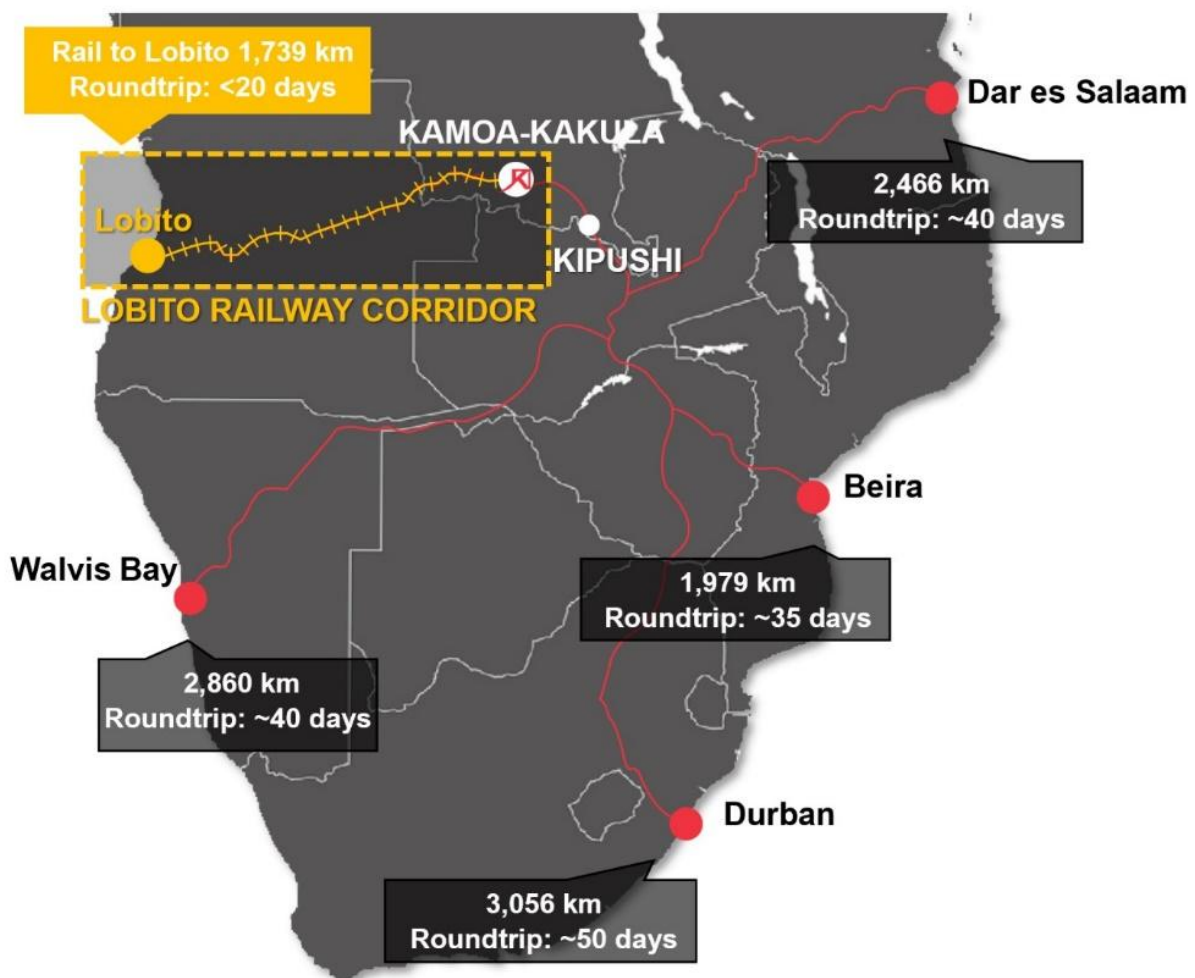 Rail to Lobito 1,739 km
Roundtrip: <20 days
Dar es Salaam
KAMOA-KAKULA
2,466 km
Roundtrip: ~40 days
Lobito
KIPUSHI
LOBITO RAILWAY CORRIDOR
Beira
Walvis Bay
1,979 km
Roundtrip: ~35 days
2,860 km
Roundtrip: ~40 days
Durban
3,056 km
Roundtrip: ~50 days